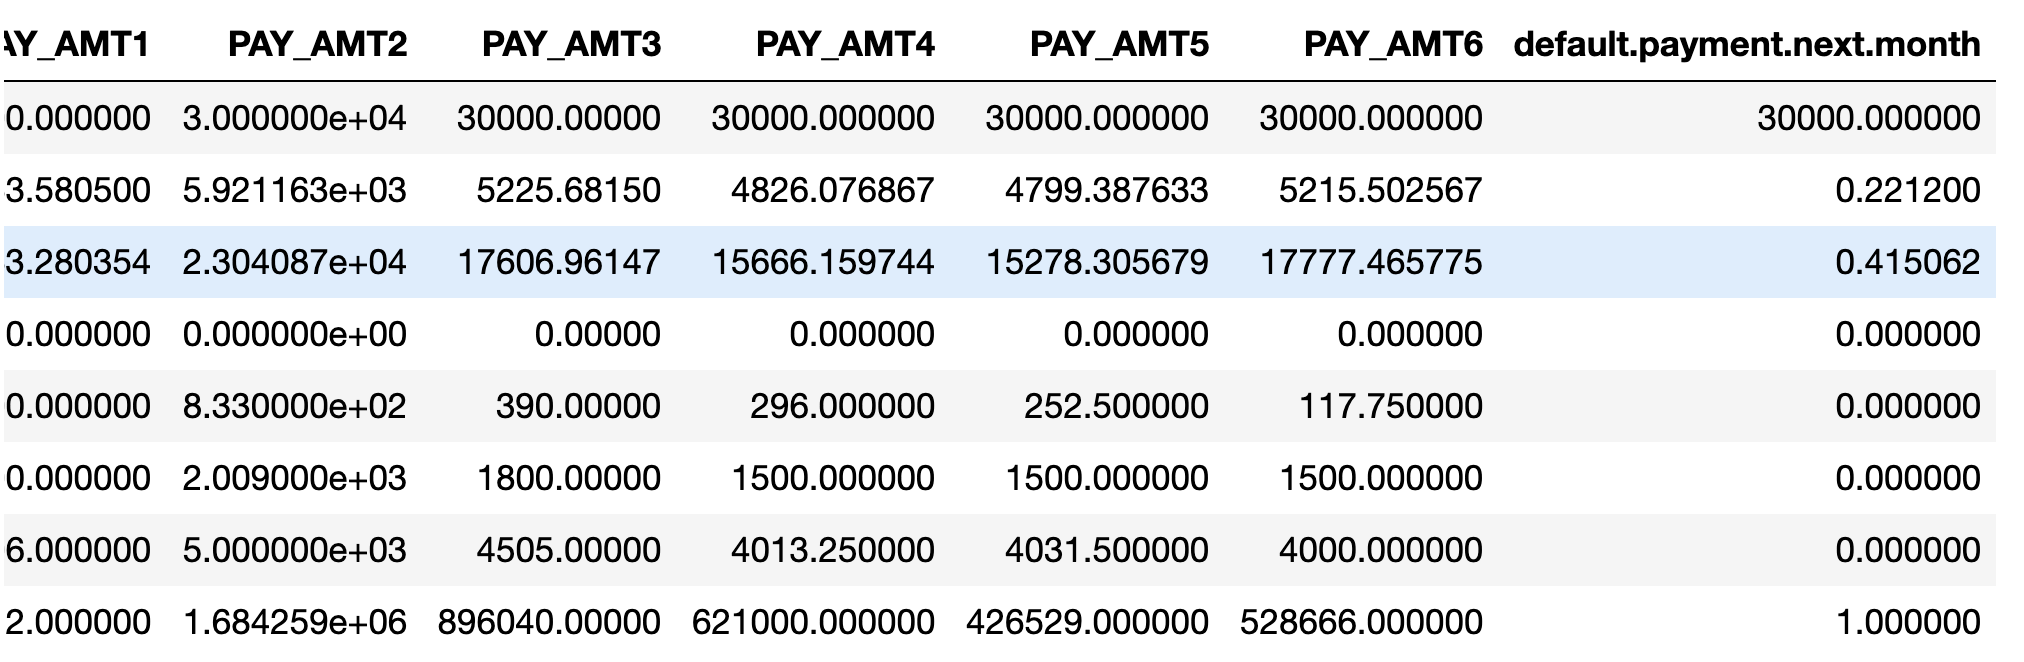 AY_AMT1 PAY_AMT2 PAY_AMT3 PAY_AMT4 PAY_AMT5 PAY_AMT6 default.payment.next.month
0.000000 3.000000e+04 30000.00000 30000.000000 30000.000000 30000.000000 30000.000000
3.580500 5.921163e+03 5225.68150 4826.076867 4799.387633 5215.502567 0.221200
3.280354 2.304087e+04 17606.96147 15666.159744 15278.305679 17777.465775 0.415062
0.000000 0.000000e+00 0.00000 0.000000 0.000000 0.000000 0.000000
0.000000 8.330000e+02 390.00000 296.000000 252.500000 117.750000 0.000000
0.000000 2.009000e+03 1800.00000 1500.000000 1500.000000 1500.000000 0.000000
6.000000 5.000000e+03 4505.00000 4013.250000 4031.500000 4000.000000 0.000000
2.000000 1.684259e+06 896040.00000 621000.000000 426529.000000 528666.000000 1.000000